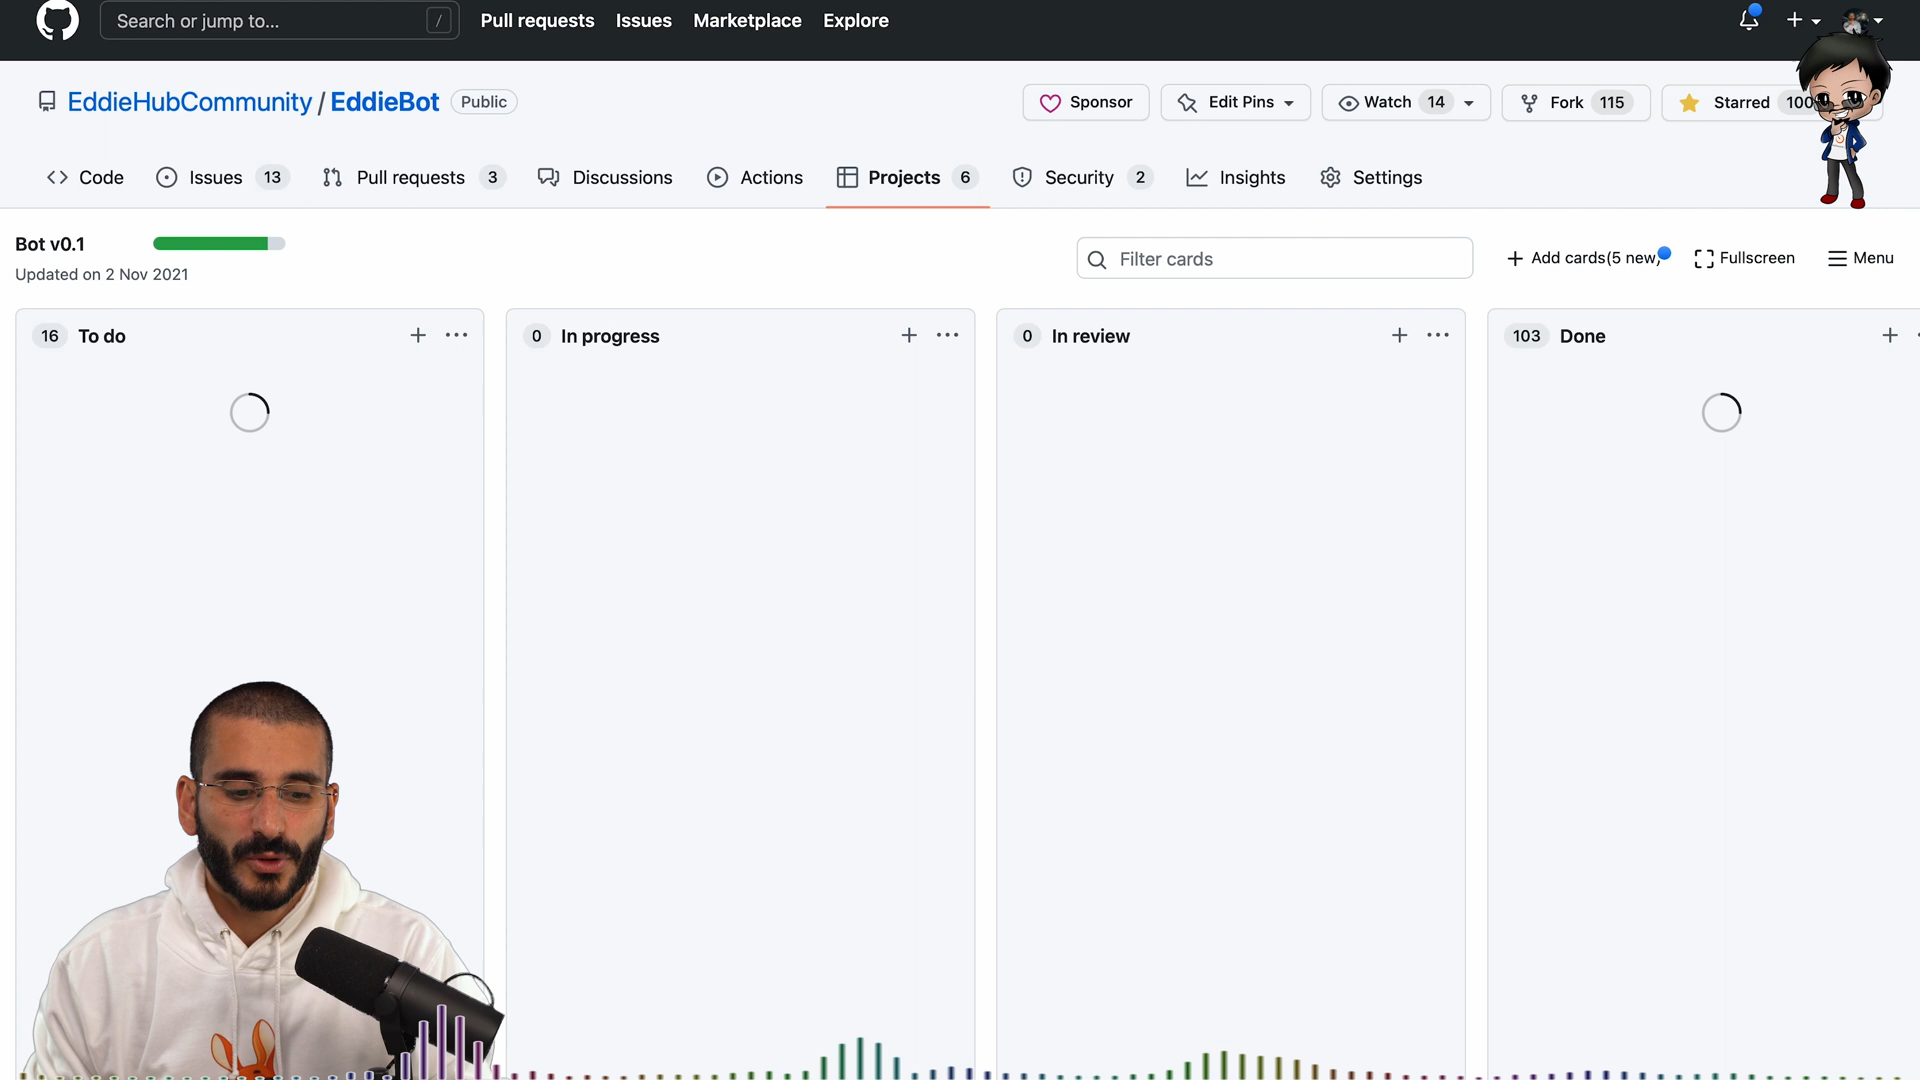 Search or jump to... / Pull requests Issues Marketplace Explore
EddieHubCommunity / EddieBot Public Sponsor Edit Pins Watch 14 Fork 115 Starred 100
Code Issues 13 Pull requests 3 Discussions Actions Projects 6 Security 2 Insights Settings
Bot v0.1
Updated on 2 Nov 2021
Filter cards
Add cards(5 new) Fullscreen Menu
16 To do
0 In progress
0 In review
103 Done